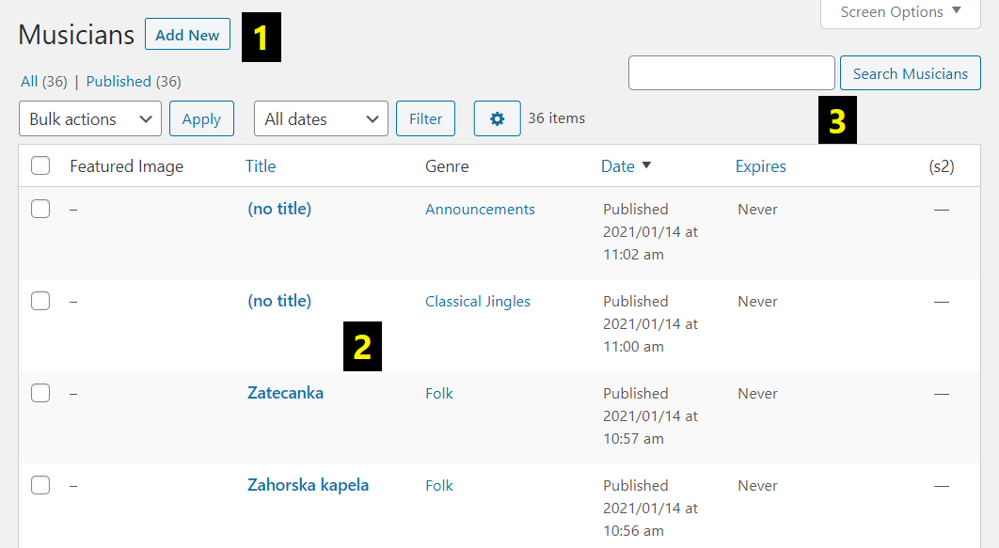 Screen Options ▼
Musicians Add New 1
All (36) | Published (36)
Search Musicians
Bulk actions Apply All dates Filter 36 items
3
Featured Image Title Genre Date ▼ Expires (s2)
– (no title) Announcements Published Never —
2021/01/14 at
11:02 am
– (no title) Classical Jingles Published Never —
2021/01/14 at
11:00 am
2
– Zatecanka Folk Published Never —
2021/01/14 at
10:57 am
– Zahorska kapela Folk Published Never —
2021/01/14 at
10:56 am